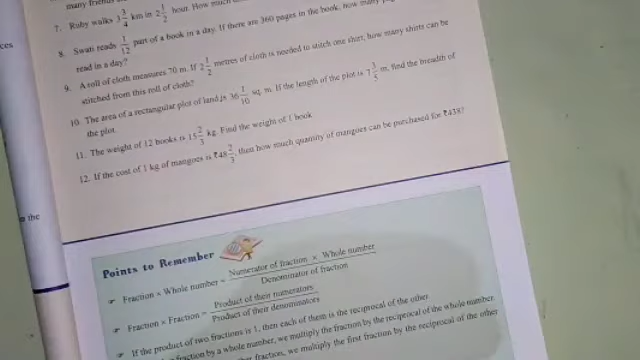 many friends
7. Ruby walks 3 3/4 km in 2 1/2 hour. How much
8. Swati reads 1/12 part of a book in a day. If there are 360 pages in the book, how many
read in a day?
9. A roll of cloth measures 70 m. If 2 1/2 metres of cloth is needed to stitch one shirt, how many shirts can be
stitched from this roll of cloth?
10. The area of a rectangular plot of land is 36 1/10 sq. m. If the length of the plot is 7 3/5 m, find the breadth of
the plot.
11. The weight of 12 books is 15 2/3 kg. Find the weight of 1 book
12. If the cost of 1 kg of mangoes is ₹48 2/3, then how much quantity of mangoes can be purchased for ₹438?
ces
the
Points to Remember
Fraction × Whole number = Numerator of fraction × Whole number / Denominator of fraction
Fraction × Fraction = Product of their numerators / Product of their denominators
If the product of two fractions is 1, then each of them is the reciprocal of the other.
fraction by a whole number, we multiply the fraction by the reciprocal of the whole number.
fraction, we multiply the first fraction by the reciprocal of the other